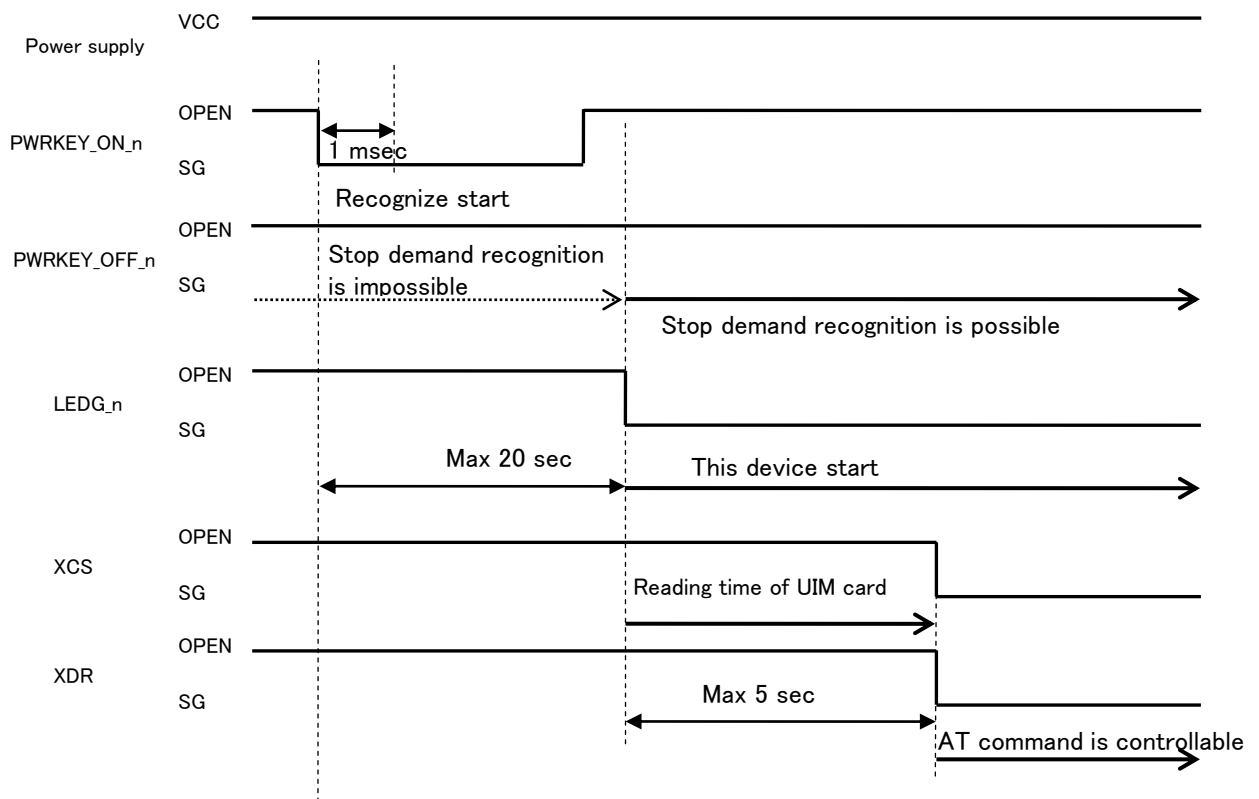 VCC
Power supply
OPEN
PWRKEY_ON_n
1 msec
SG
Recognize start
OPEN
PWRKEY_OFF_n
Stop demand recognition
is impossible
SG
Stop demand recognition is possible
OPEN
LEDG_n
SG
Max 20 sec
This device start
OPEN
XCS
SG
Reading time of UIM card
OPEN
XDR
SG
Max 5 sec
AT command is controllable